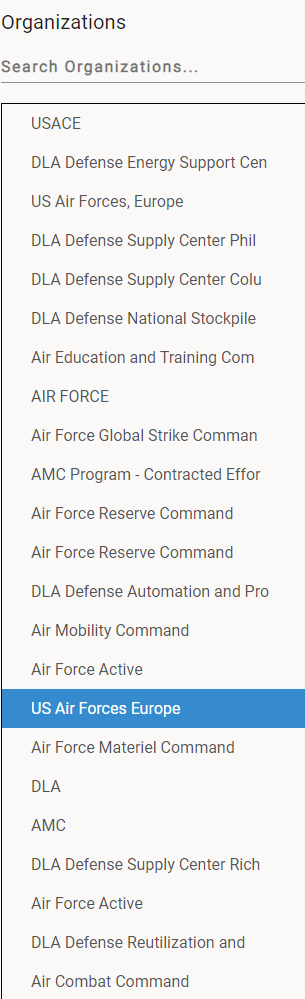 Organizations
Search Organizations...
USACE
DLA Defense Energy Support Cen
US Air Forces, Europe
DLA Defense Supply Center Phil
DLA Defense Supply Center Colu
DLA Defense National Stockpile
Air Education and Training Com
AIR FORCE
Air Force Global Strike Comman
AMC Program - Contracted Effor
Air Force Reserve Command
Air Force Reserve Command
DLA Defense Automation and Pro
Air Mobility Command
Air Force Active
US Air Forces Europe
Air Force Materiel Command
DLA
AMC
DLA Defense Supply Center Rich
Air Force Active
DLA Defense Reutilization and
Air Combat Command